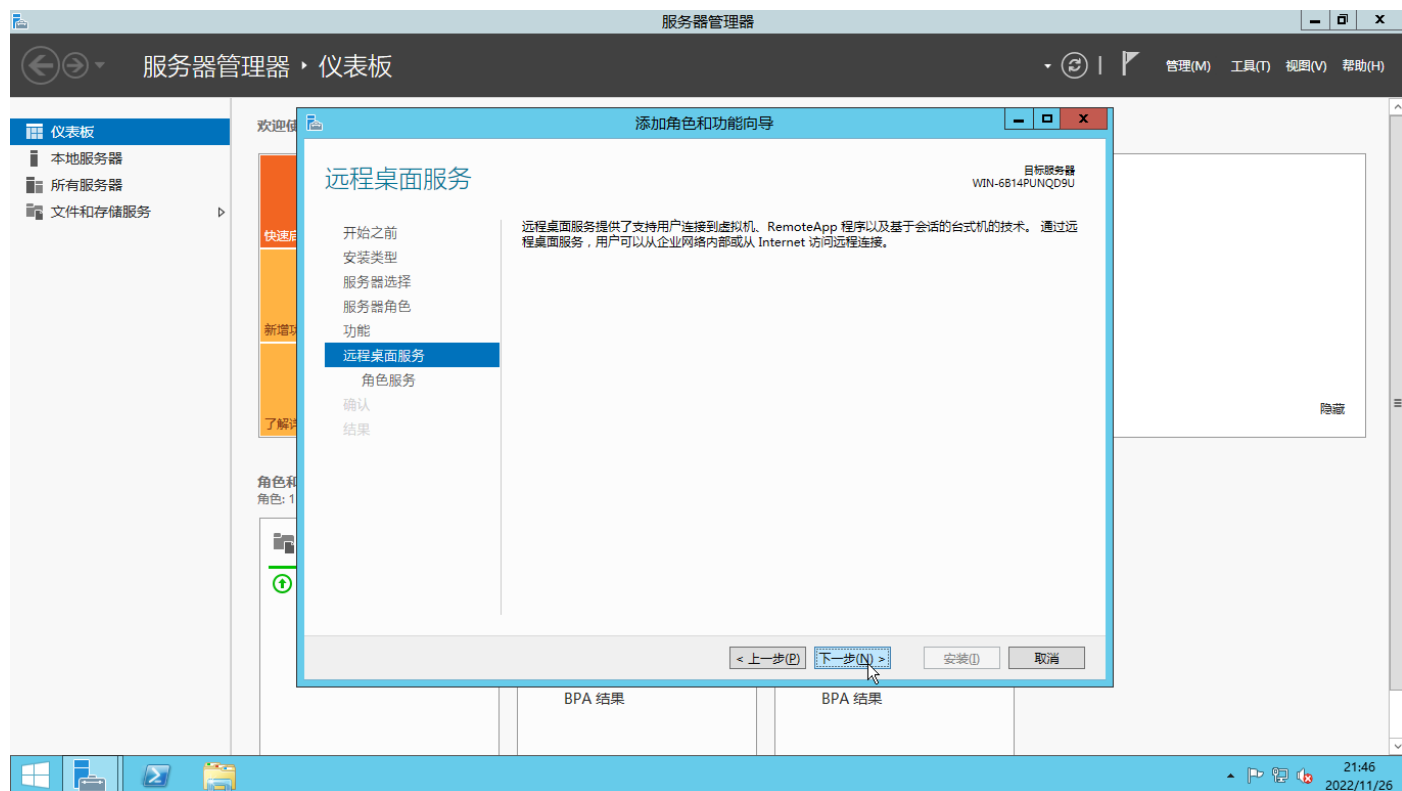 服务器管理器
服务器管理器 ‣ 仪表板
管理(M) 工具(T) 视图(V) 帮助(H)
仪表板
本地服务器
所有服务器
文件和存储服务
欢迎使
快速启
新增功
了解详
隐藏
角色和
角色: 1
添加角色和功能向导
远程桌面服务
目标服务器
WIN-6B14PUNQD9U
开始之前
安装类型
服务器选择
服务器角色
功能
远程桌面服务
角色服务
确认
结果
远程桌面服务提供了支持用户连接到虚拟机、RemoteApp 程序以及基于会话的台式机的技术。 通过远
程桌面服务，用户可以从企业网络内部或从 Internet 访问远程连接。
< 上一步(P) 下一步(N) > 安装(I) 取消
BPA 结果 BPA 结果
21:46
2022/11/26